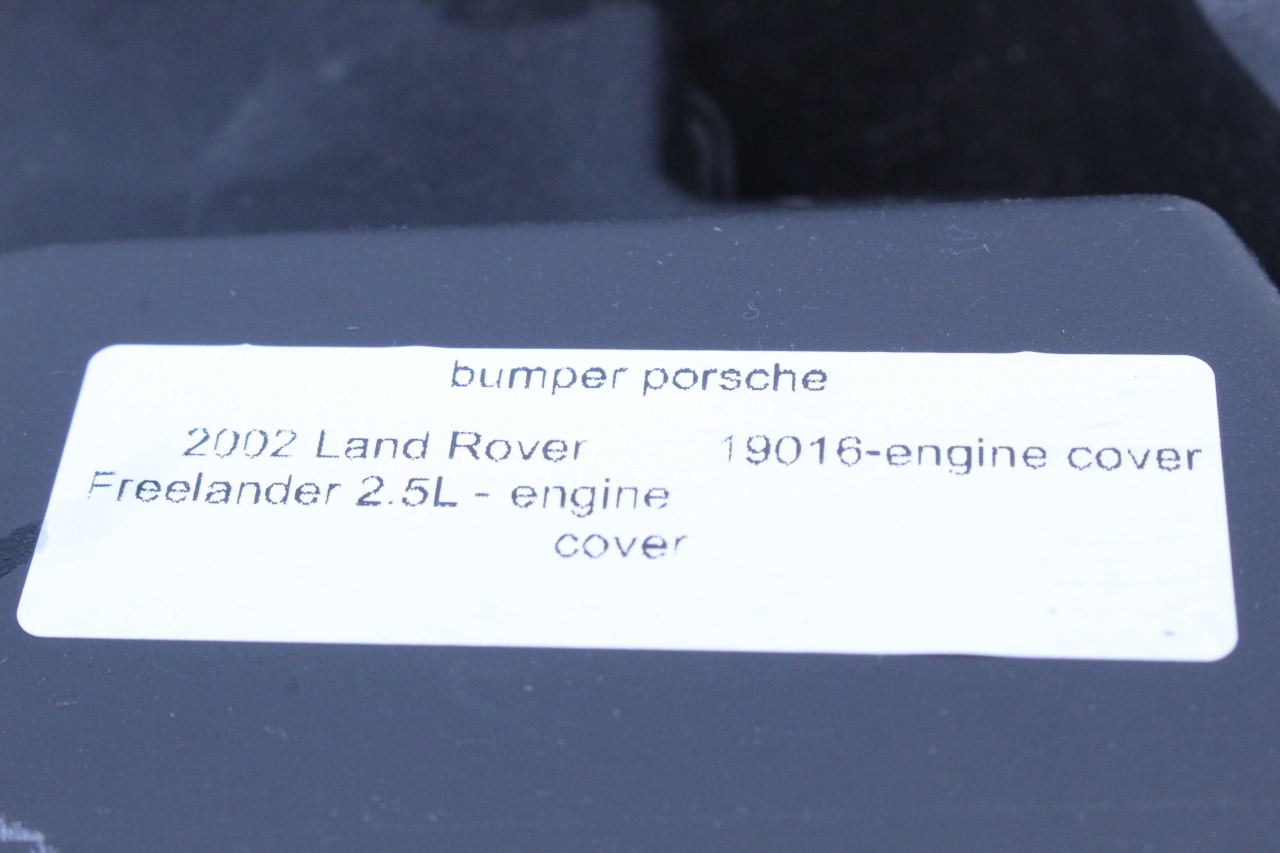 bumper porsche
2002 Land Rover
Freelander 2.5L - engine
cover
19016-engine cover